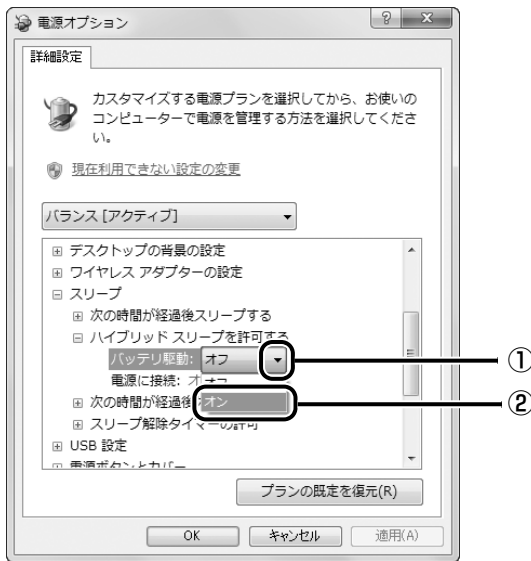 電源オプション
詳細設定
カスタマイズする電源プランを選択してから、お使いの
コンピューターで電源を管理する方法を選択してくださ
い。
現在利用できない設定の変更
バランス [アクティブ]
デスクトップの背景の設定
ワイヤレス アダプターの設定
スリープ
次の時間が経過後スリープする
ハイブリッド スリープを許可する
バッテリ駆動: オフ
①
電源に接続:
次の時間が経過後
オン
②
スリープ解除タイマーの許可
USB 設定
電源ボタンとカバー
プランの既定を復元(R)
OK
キャンセル
適用(A)